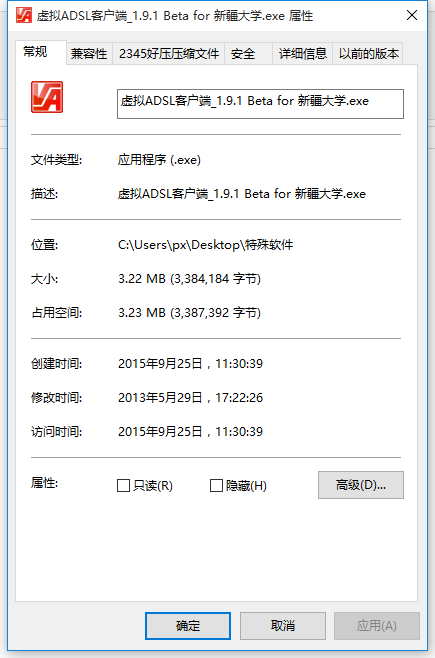 虚拟ADSL客户端_1.9.1 Beta for 新疆大学.exe 属性
常规 兼容性 2345好压压缩文件 安全 详细信息 以前的版本
虚拟ADSL客户端_1.9.1 Beta for 新疆大学.exe
文件类型: 应用程序 (.exe)
描述: 虚拟ADSL客户端_1.9.1 Beta for 新疆大学.exe
位置: C:\Users\px\Desktop\特殊软件
大小: 3.22 MB (3,384,184 字节)
占用空间: 3.23 MB (3,387,392 字节)
创建时间: 2015年9月25日，11:30:39
修改时间: 2013年5月29日，17:22:26
访问时间: 2015年9月25日，11:30:39
属性: 只读(R) 隐藏(H) 高级(D)...
确定 取消 应用(A)